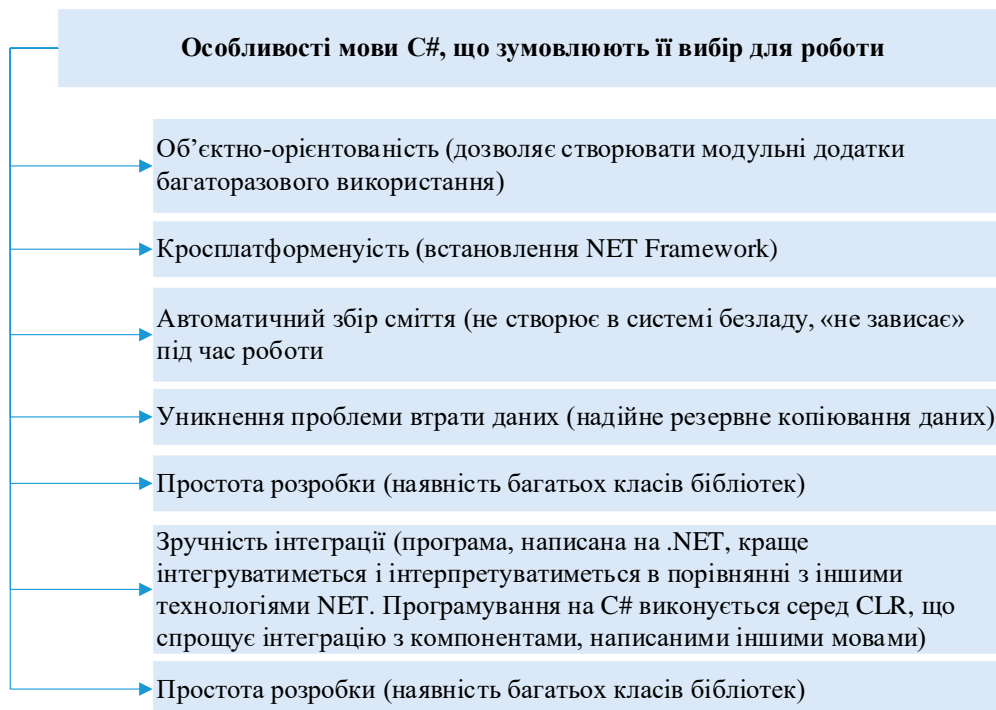 Особливості мови C#, що зумовлюють її вибір для роботи
Об’єктно-орієнтованість (дозволяє створювати модульні додатки
багаторазового використання)
Кросплатформенуість (встановлення NET Framework)
Автоматичний збір сміття (не створює в системі безладу, «не зависає»
під час роботи
Уникнення проблеми втрати даних (надійне резервне копіювання даних)
Простота розробки (наявність багатьох класів бібліотек)
Зручність інтеграції (програма, написана на .NET, краще
інтегруватиметься і інтерпретуватиметься в порівнянні з іншими
технологіями NET. Програмування на C# виконується серед CLR, що
спрощує інтеграцію з компонентами, написаними іншими мовами)
Простота розробки (наявність багатьох класів бібліотек)